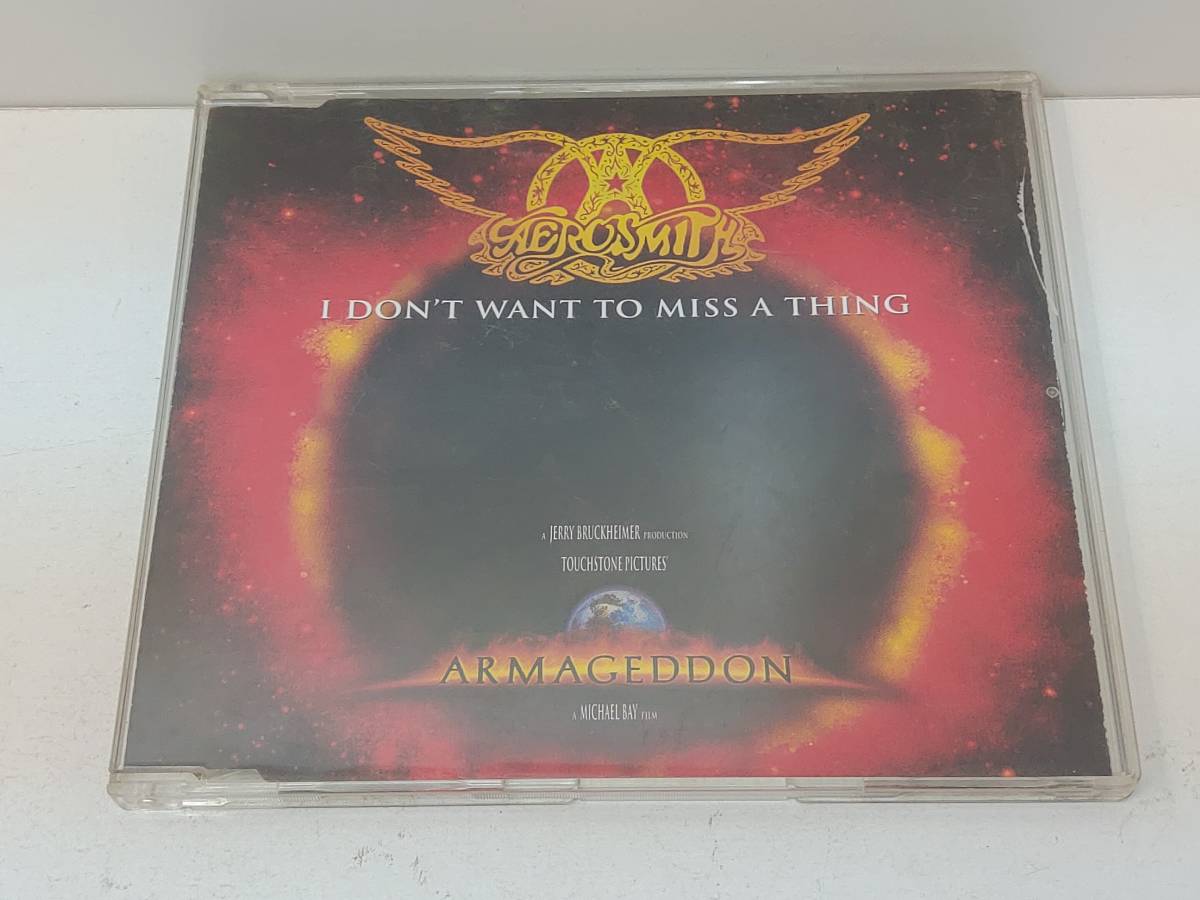 AEROSMITH
I DON'T WANT TO MISS A THING
A JERRY BRUCKHEIMER PRODUCTION
TOUCHSTONE PICTURES
ARMAGEDDON
A MICHAEL BAY FILM